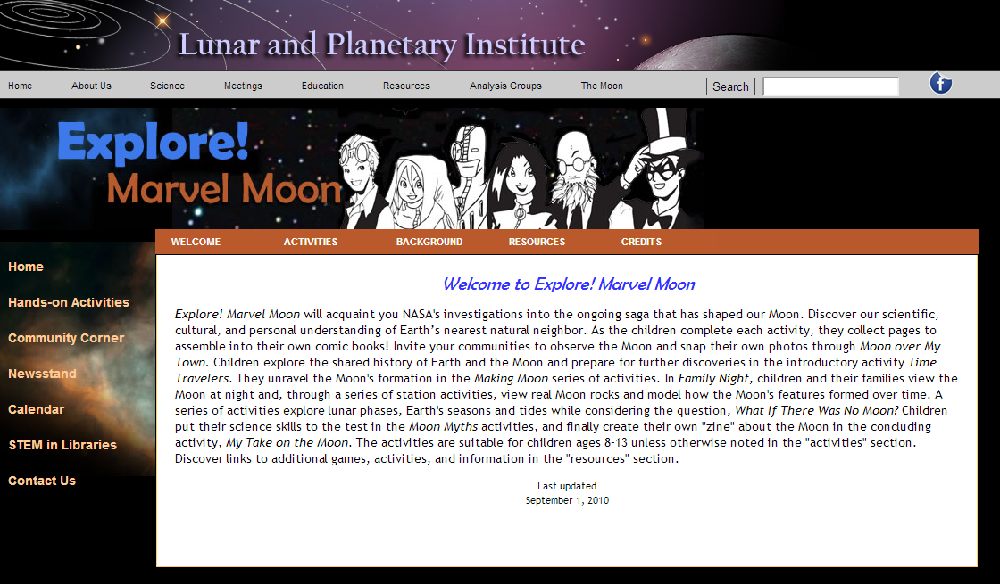 Lunar and Planetary Institute
Home About Us Science Meetings Education Resources Analysis Groups The Moon Search
f
Explore!
Marvel Moon
WELCOME ACTIVITIES BACKGROUND RESOURCES CREDITS
Home
Hands-on Activities
Community Corner
Newsstand
Calendar
STEM in Libraries
Contact Us
Welcome to Explore! Marvel Moon
Explore! Marvel Moon will acquaint you NASA's investigations into the ongoing saga that has shaped our Moon. Discover our scientific,
cultural, and personal understanding of Earth’s nearest natural neighbor. As the children complete each activity, they collect pages to
assemble into their own comic books! Invite your communities to observe the Moon and snap their own photos through Moon over My
Town. Children explore the shared history of Earth and the Moon and prepare for further discoveries in the introductory activity Time
Travelers. They unravel the Moon's formation in the Making Moon series of activities. In Family Night, children and their families view the
Moon at night and, through a series of station activities, view real Moon rocks and model how the Moon's features formed over time. A
series of activities explore lunar phases, Earth's seasons and tides while considering the question, What If There Was No Moon? Children
put their science skills to the test in the Moon Myths activities, and finally create their own "zine" about the Moon in the concluding
activity, My Take on the Moon. The activities are suitable for children ages 8-13 unless otherwise noted in the "activities" section.
Discover links to additional games, activities, and information in the "resources" section.
Last updated
September 1, 2010